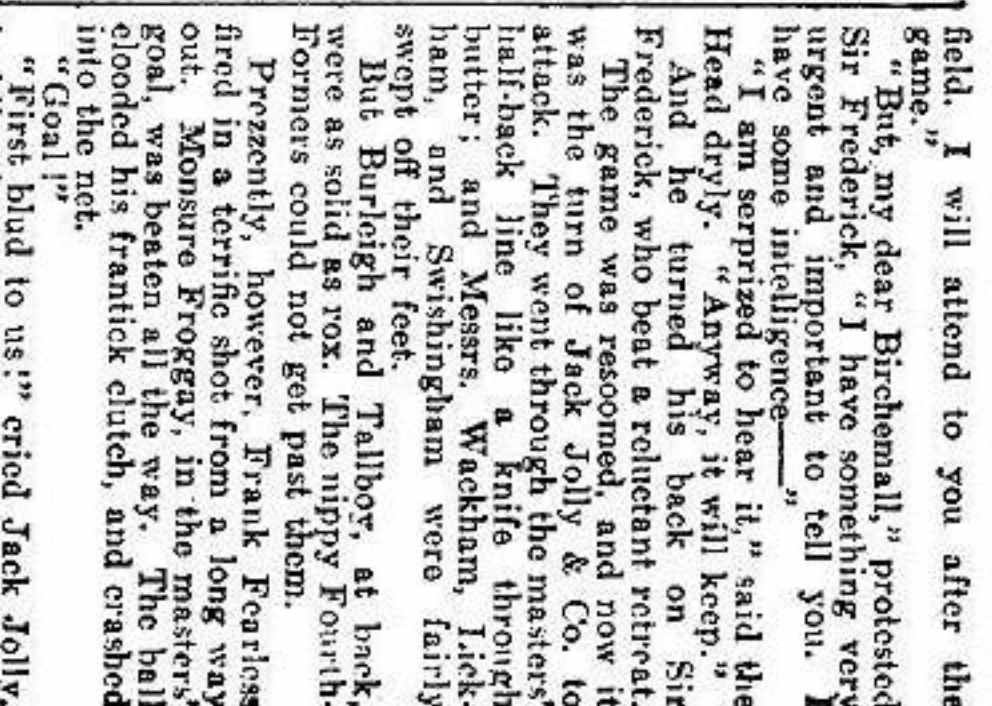 field. I will attend to you after the
game."
"But, my dear Birchemall," protested
Sir Frederick, "I have something very
urgent and important to tell you. I
have some intelligence——"
"I am serprized to hear it," said the
Head dryly. "Anyway, it will keep."
And he turned his back on Sir
Frederick, who beat a reluctant retreat.
The game was resoomed, and now it
was the turn of Jack Jolly & Co. to
attack. They went through the masters'
half-back line like a knife through
butter; and Messrs. Wackham, Lick-
ham, and Swishingham were fairly
swept off their feet.
But Burleigh and Tallboy, at back,
were as solid as rox. The nippy Fourth-
Formers could not get past them.
Prezzently, however, Frank Fearless
fired in a terrific shot from a long way
out. Monsure Froggay, in the masters'
goal, was beaten all the way. The ball
elooded his frantick clutch, and crashed
into the net.
"Goal!"
"First blud to us!" cried Jack Jolly.